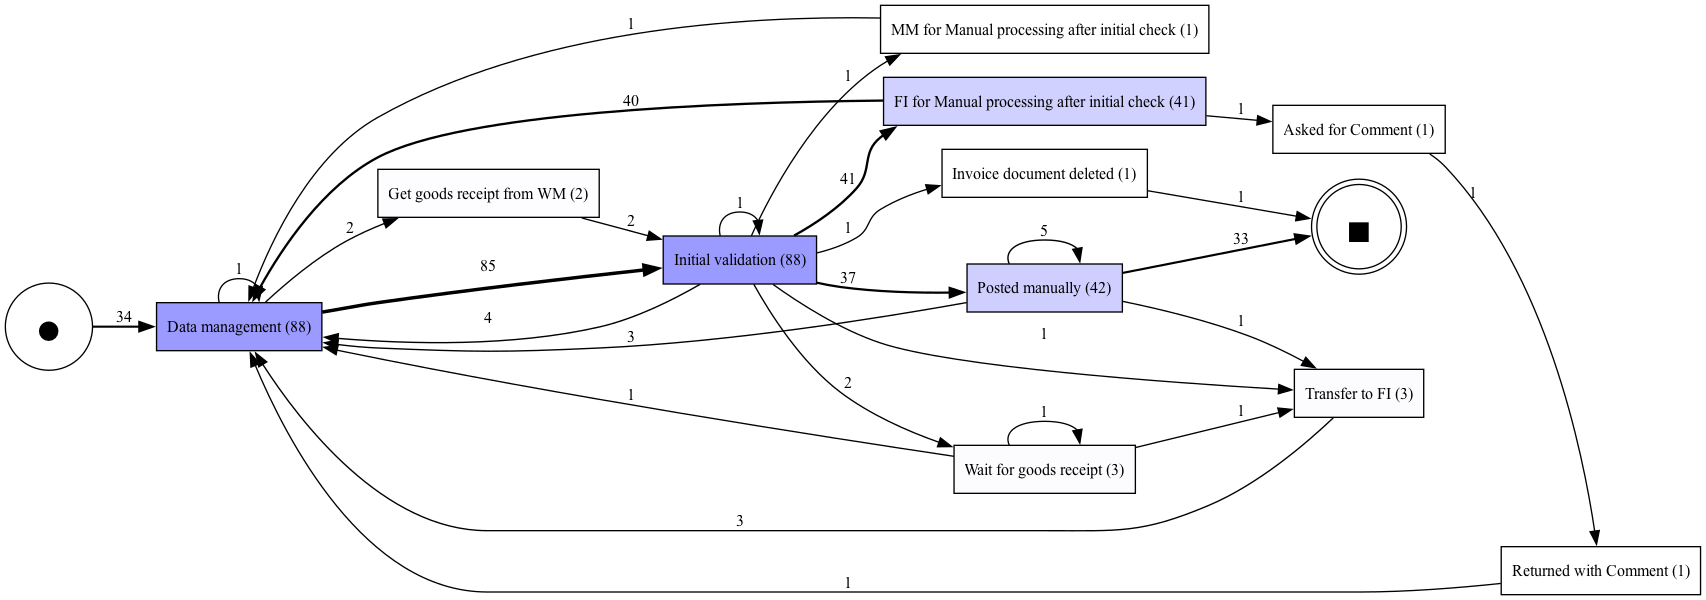 1
MM for Manual processing after initial check (1)
1
40
FI for Manual processing after initial check (41)
1
Asked for Comment (1)
Get goods receipt from WM (2)
2
2
1
41
Invoice document deleted (1)
1
1
1
34
Data management (88)
1
85
Initial validation (88)
37
5
Posted manually (42)
33
4
3
1
1
Transfer to FI (3)
2
1
1
1
Wait for goods receipt (3)
3
Returned with Comment (1)
1